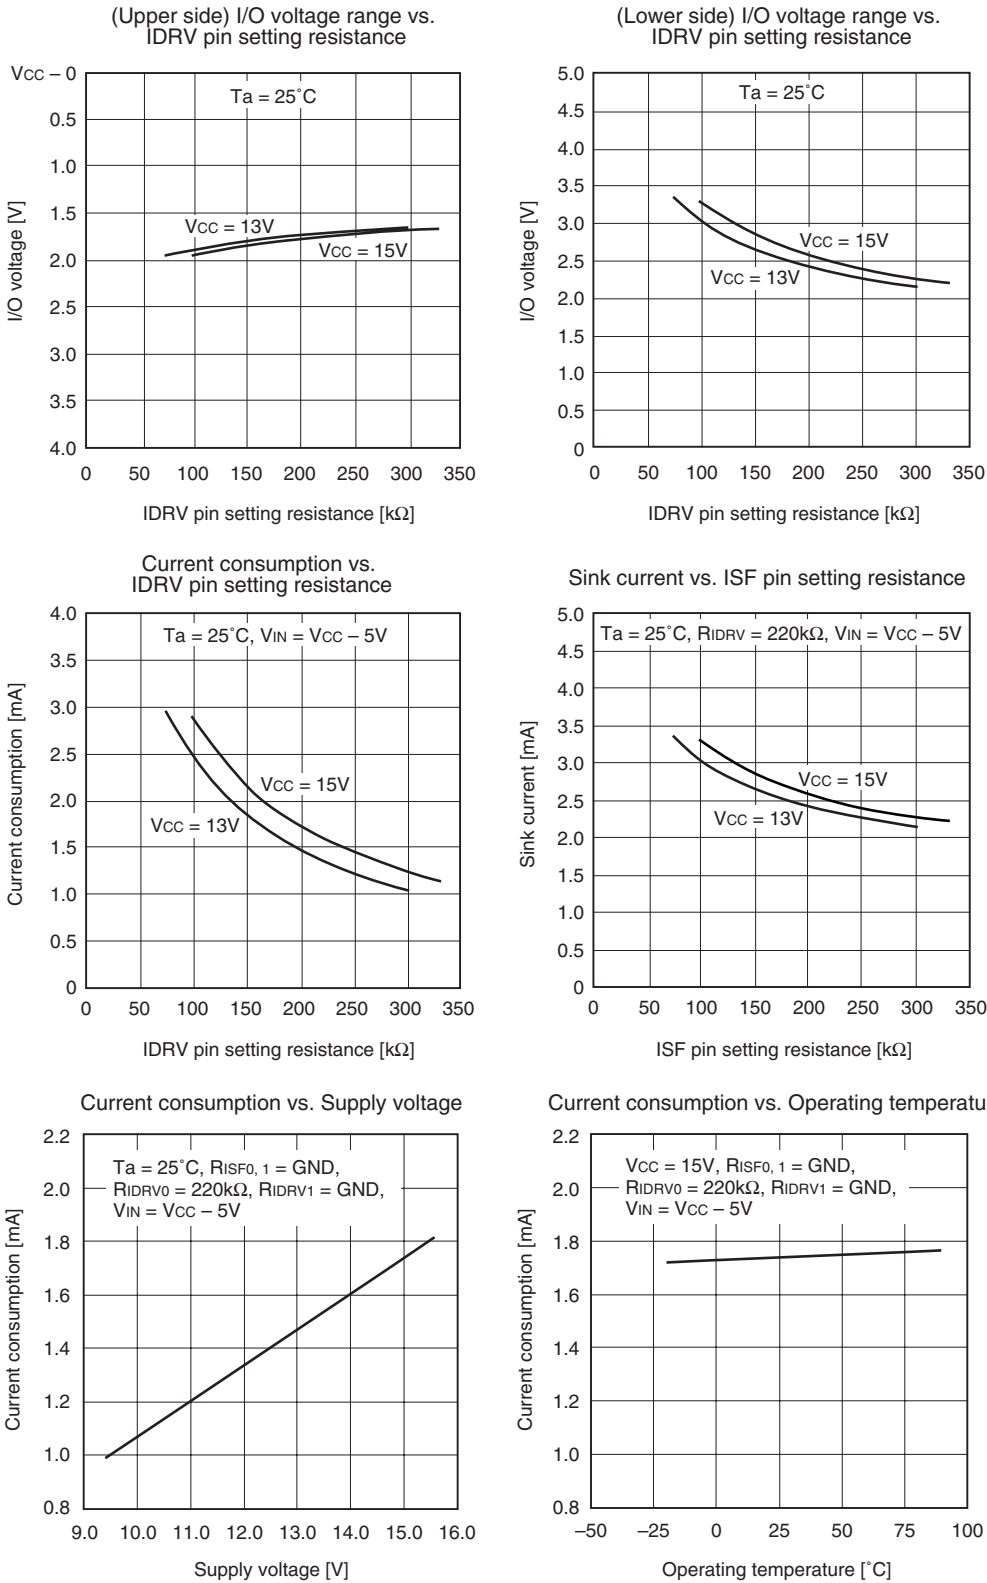 (Upper side) I/O voltage range vs.
IDRV pin setting resistance
VCC – 0
0.5
1.0
1.5
2.0
2.5
3.0
3.5
4.0
I/O voltage [V]
Ta = 25˚C
VCC = 13V
VCC = 15V
0 50 100 150 200 250 300 350
IDRV pin setting resistance [kΩ]
(Lower side) I/O voltage range vs.
IDRV pin setting resistance
5.0
4.5
4.0
3.5
3.0
2.5
2.0
1.5
1.0
0.5
0
I/O voltage [V]
Ta = 25˚C
VCC = 15V
VCC = 13V
0 50 100 150 200 250 300 350
IDRV pin setting resistance [kΩ]
Current consumption vs.
IDRV pin setting resistance
4.0
3.5
3.0
2.5
2.0
1.5
1.0
0.5
0
Current consumption [mA]
Ta = 25˚C, VIN = VCC – 5V
VCC = 15V
VCC = 13V
0 50 100 150 200 250 300 350
IDRV pin setting resistance [kΩ]
Sink current vs. ISF pin setting resistance
5.0
4.5
4.0
3.5
3.0
2.5
2.0
1.5
1.0
0.5
0
Sink current [mA]
Ta = 25˚C, RIDRV = 220kΩ, VIN = VCC – 5V
VCC = 15V
VCC = 13V
0 50 100 150 200 250 300 350
ISF pin setting resistance [kΩ]
Current consumption vs. Supply voltage
2.2
2.0
1.8
1.6
1.4
1.2
1.0
0.8
Current consumption [mA]
Ta = 25˚C, RISF0, 1 = GND,
RIDRV0 = 220kΩ, RIDRV1 = GND,
VIN = VCC – 5V
9.0 10.0 11.0 12.0 13.0 14.0 15.0 16.0
Supply voltage [V]
Current consumption vs. Operating temperatu
2.2
2.0
1.8
1.6
1.4
1.2
1.0
0.8
Current consumption [mA]
VCC = 15V, RISF0, 1 = GND,
RIDRV0 = 220kΩ, RIDRV1 = GND,
VIN = VCC – 5V
–50 –25 0 25 50 75 100
Operating temperature [˚C]